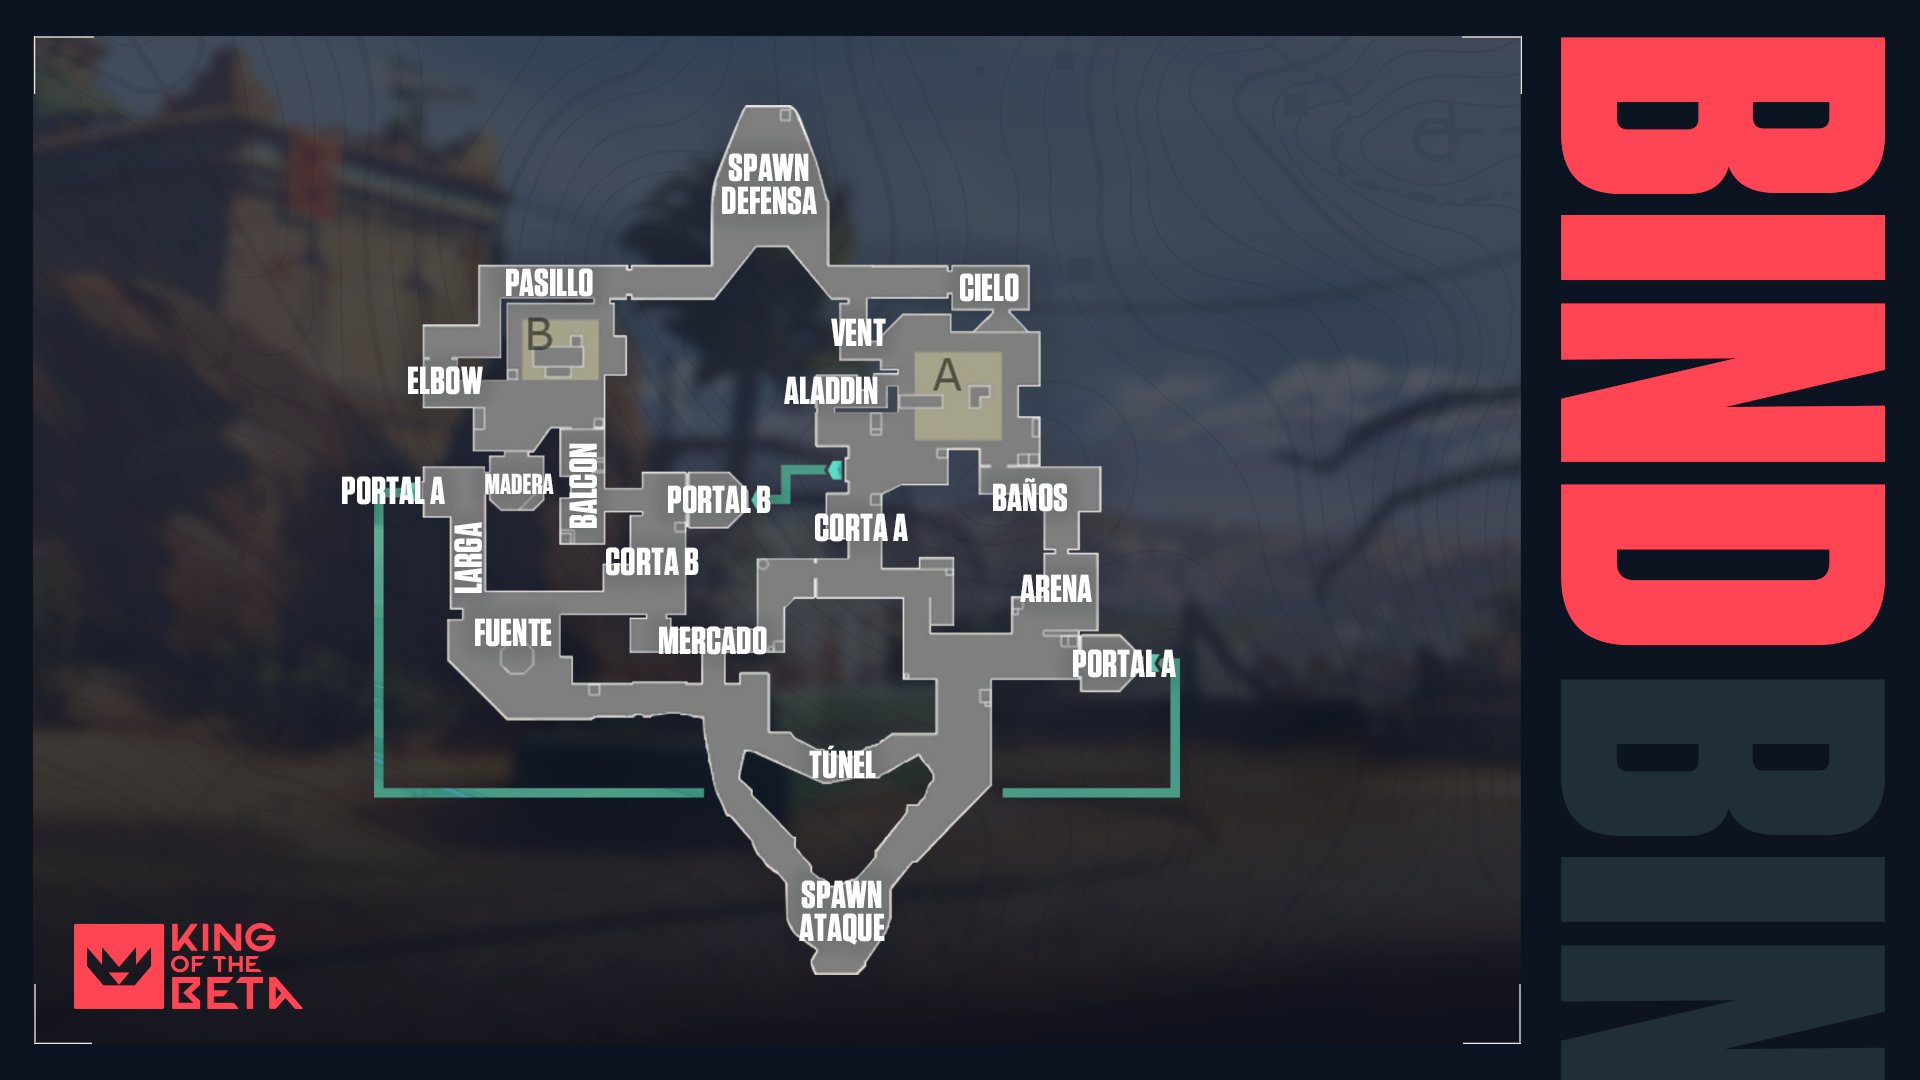 SPAWN
DEFENSA
PASILLO
CIELO
B
VENT
A
ELBOW
ALADDIN
BALCON
PORTAL A
MADERA
PORTAL B
BAÑOS
CORTA A
LARGA
CORTA B
ARENA
FUENTE
MERCADO
PORTAL A
TÚNEL
SPAWN
ATAQUE
KING
OF THE
BETA
BIND
BIN